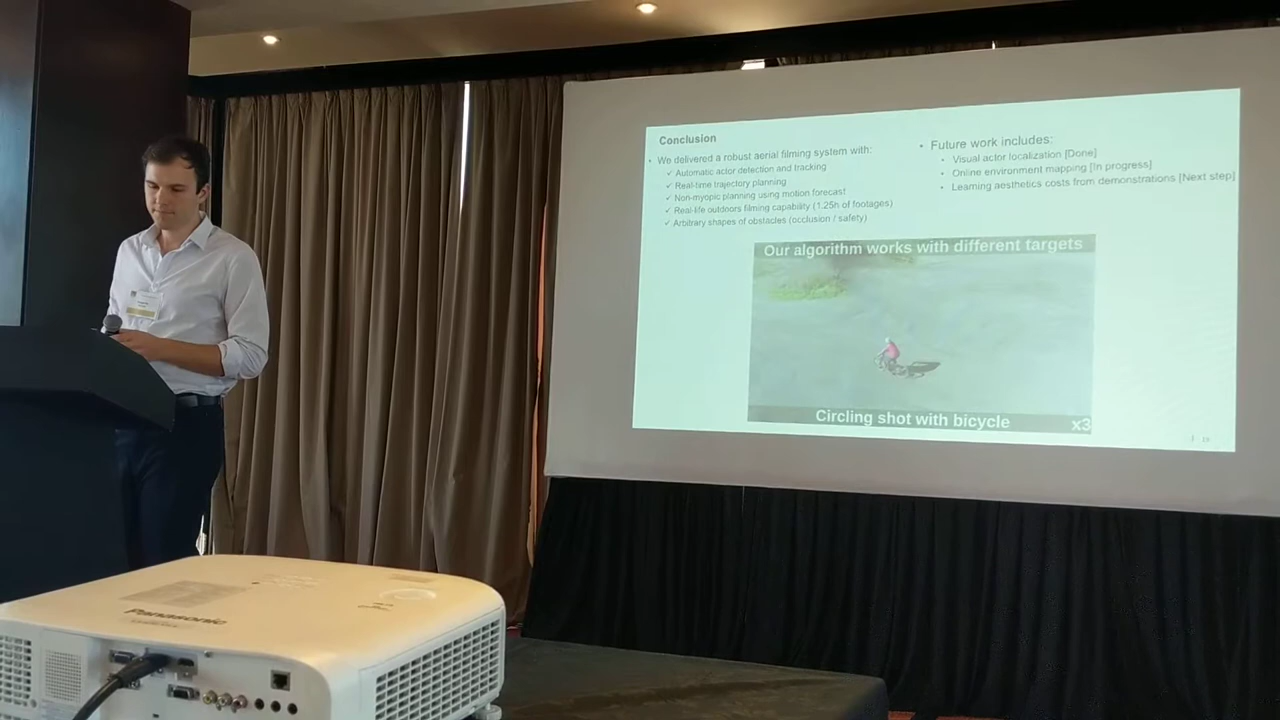 Conclusion
• We delivered a robust aerial filming system with:
✓ Automatic actor detection and tracking
✓ Real-time trajectory planning
✓ Non-myopic planning using motion forecast
✓ Real-life outdoors filming capability (1.25h of footages)
✓ Arbitrary shapes of obstacles (occlusion / safety)
• Future work includes:
• Visual actor localization [Done]
• Online environment mapping [In progress]
• Learning aesthetics costs from demonstrations [Next step]
Our algorithm works with different targets
Circling shot with bicycle
x3
Panasonic